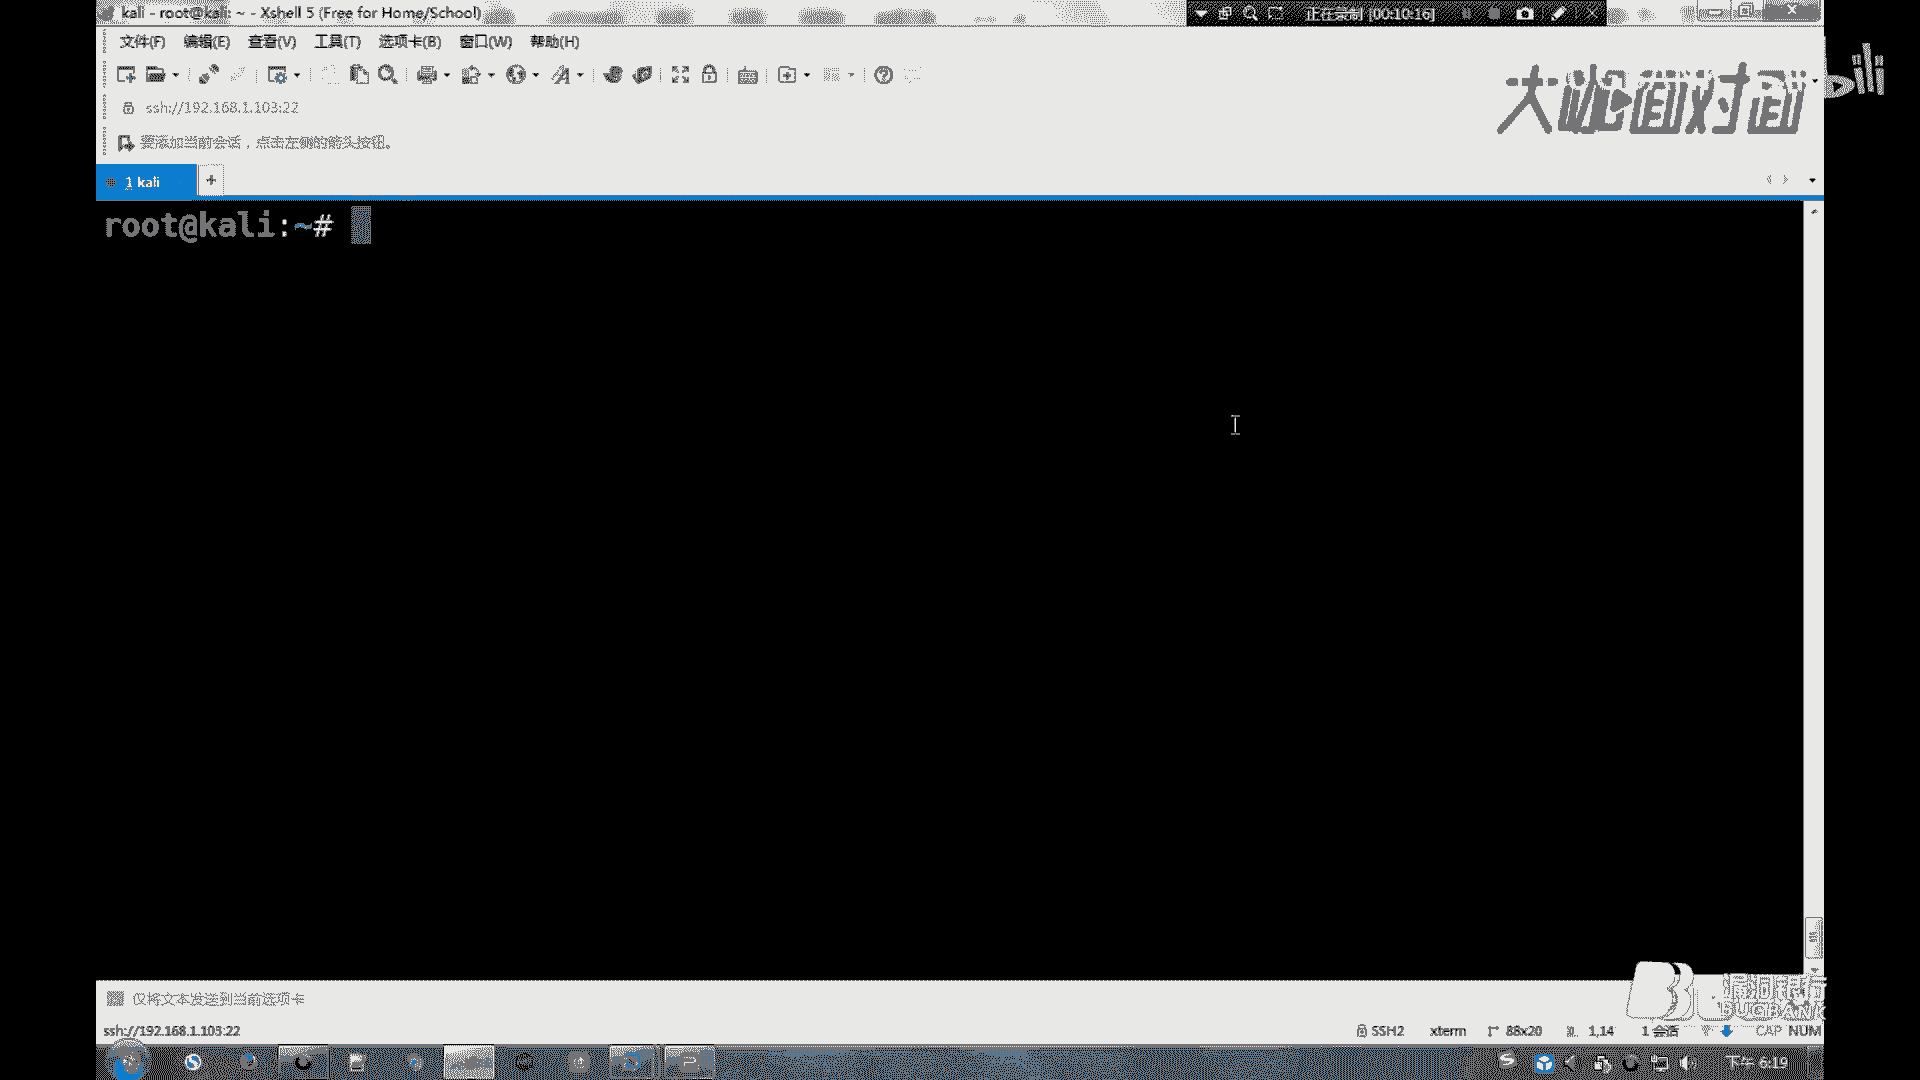 kali - root@kali: ~ - Xshell 5 (Free for Home/School)
正在录制 [00:10:16]
文件(F) 编辑(E) 查看(V) 工具(T) 选项卡(B) 窗口(W) 帮助(H)
ssh://192.168.1.103:22
大咖面对面
bili
要添加当前会话，点击左侧的箭头按钮。
1 kali
root@kali:~#
仅将文本发送到当前选项卡
漏洞银行
BUGBANK
ssh://192.168.1.103:22
SSH2 xterm 88x20 1,14 1 会话 CAP NUM
下午 6:19